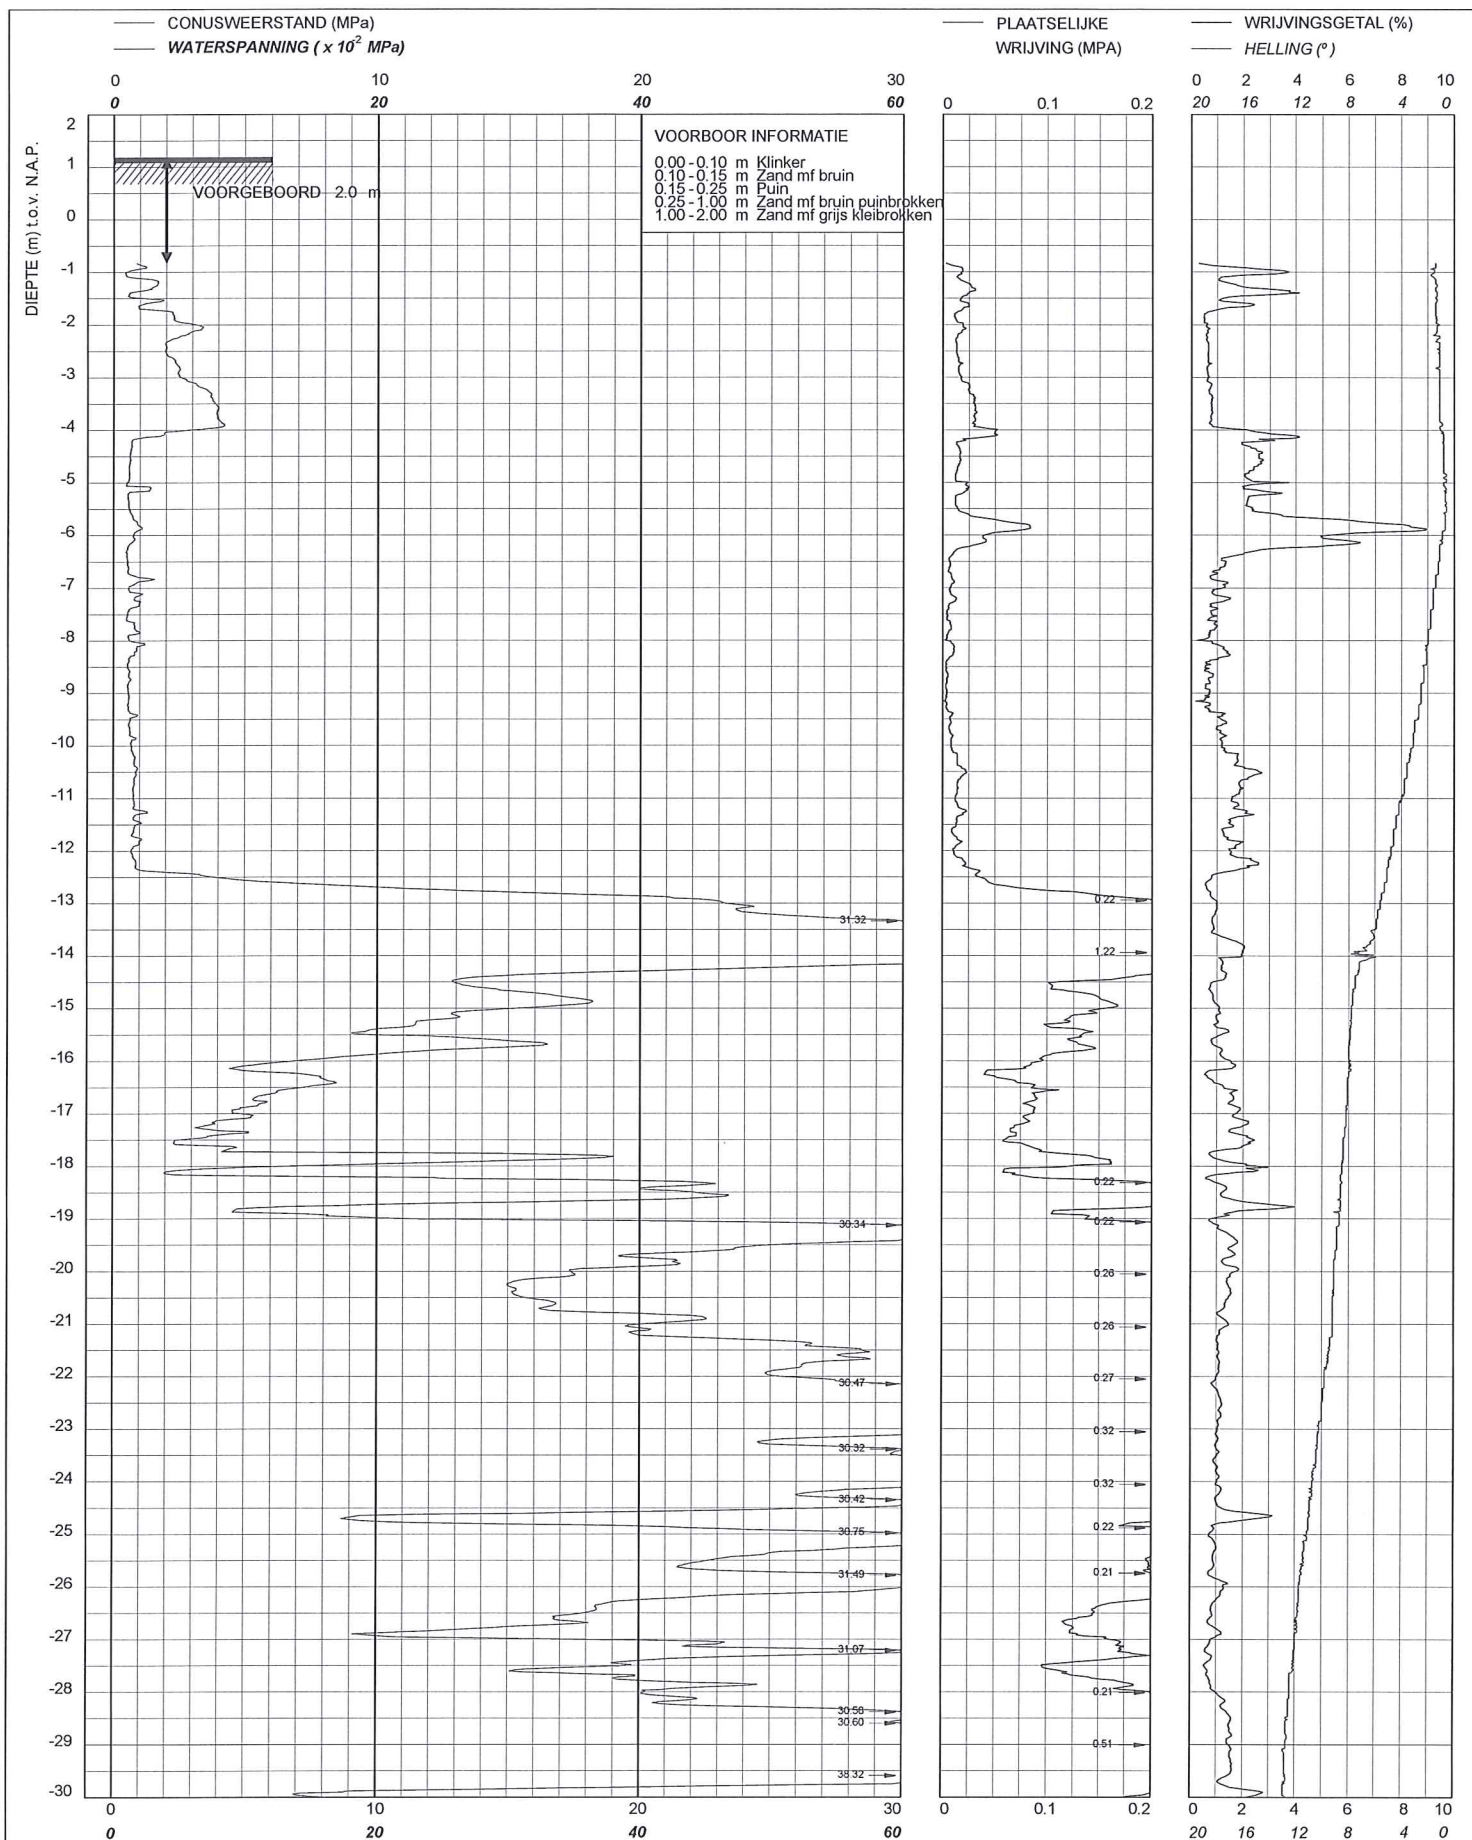 CONUSWEERSTAND (MPa)
WATERSPANNING ( x 10⁻² MPa)
PLAATSELIJKE
WRIJVING (MPA)
WRIJVINGSGETAL (%)
HELLING (º)
0 10 20 30
0 20 40 60
0 0.1 0.2
0 2 4 6 8 10
20 16 12 8 4 0
DIEPTE (m) t.o.v. N.A.P.
VOORBOOR INFORMATIE
0.00 - 0.10 m Klinker
0.10 - 0.15 m Zand mf bruin
0.15 - 0.25 m Puin
0.25 - 1.00 m Zand mf bruin puinbrokken
1.00 - 2.00 m Zand mf grijs kleibrokken
VOORGEBOORD 2.0 m
2
1
0
-1
-2
-3
-4
-5
-6
-7
-8
-9
-10
-11
-12
-13
-14
-15
-16
-17
-18
-19
-20
-21
-22
-23
-24
-25
-26
-27
-28
-29
-30
31.32
30.34
30.47
30.32
30.42
30.75
31.49
31.07
30.58
30.60
38.32
0.22
1.22
0.22
0.22
0.26
0.26
0.27
0.32
0.32
0.22
0.21
0.21
0.51
0 10 20 30
0 20 40 60
0 0.1 0.2
0 2 4 6 8 10
20 16 12 8 4 0